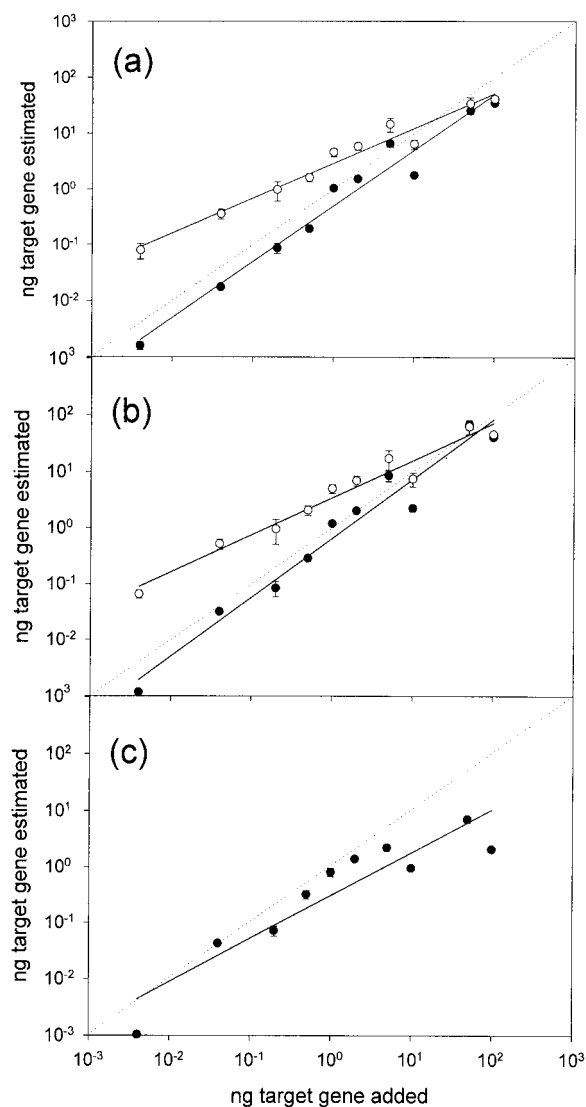 10³
(a)
10²
10¹
10⁰
10⁻¹
10⁻²
10³
ng target gene estimated
(b)
10²
10¹
10⁰
10⁻¹
10⁻²
10³
ng target gene estimated
(c)
10²
10¹
10⁰
10⁻¹
10⁻²
10⁻³
ng target gene estimated
10⁻³ 10⁻² 10⁻¹ 10⁰ 10¹ 10² 10³
ng target gene added